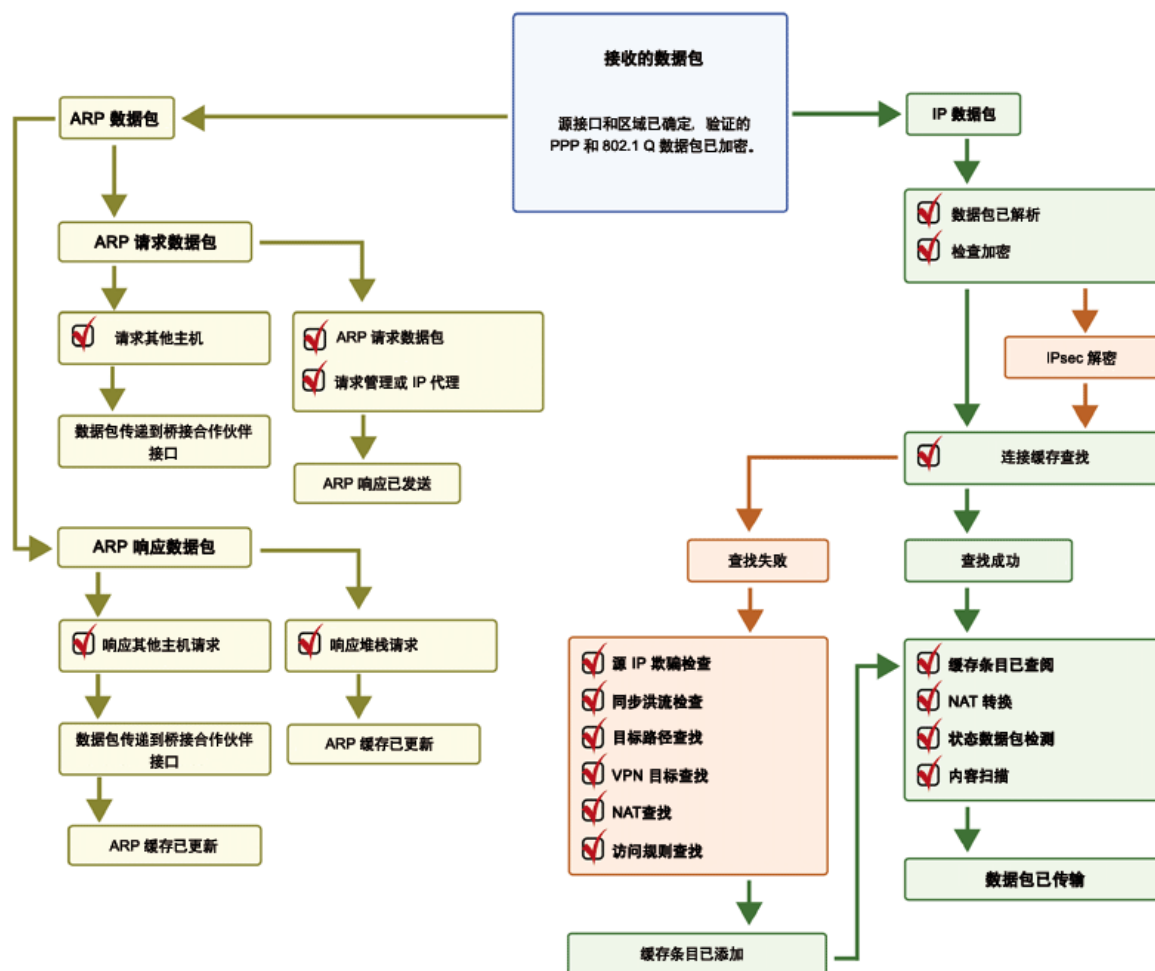 接收的数据包
源接口和区域已确定，验证的
PPP 和 802.1 Q 数据包已加密。
ARP 数据包
IP 数据包
ARP 请求数据包
数据包已解析
检查加密
请求其他主机
ARP 请求数据包
请求管理或 IP 代理
IPsec 解密
数据包传递到桥接合作伙伴
接口
ARP 响应已发送
连接缓存查找
ARP 响应数据包
查找失败
查找成功
响应其他主机请求
响应堆栈请求
源 IP 欺骗检查
同步洪流检查
目标路径查找
VPN 目标查找
NAT查找
访问规则查找
缓存条目已查阅
NAT 转换
状态数据包检测
内容扫描
数据包传递到桥接合作伙伴
接口
ARP 缓存已更新
ARP 缓存已更新
数据包已传输
缓存条目已添加